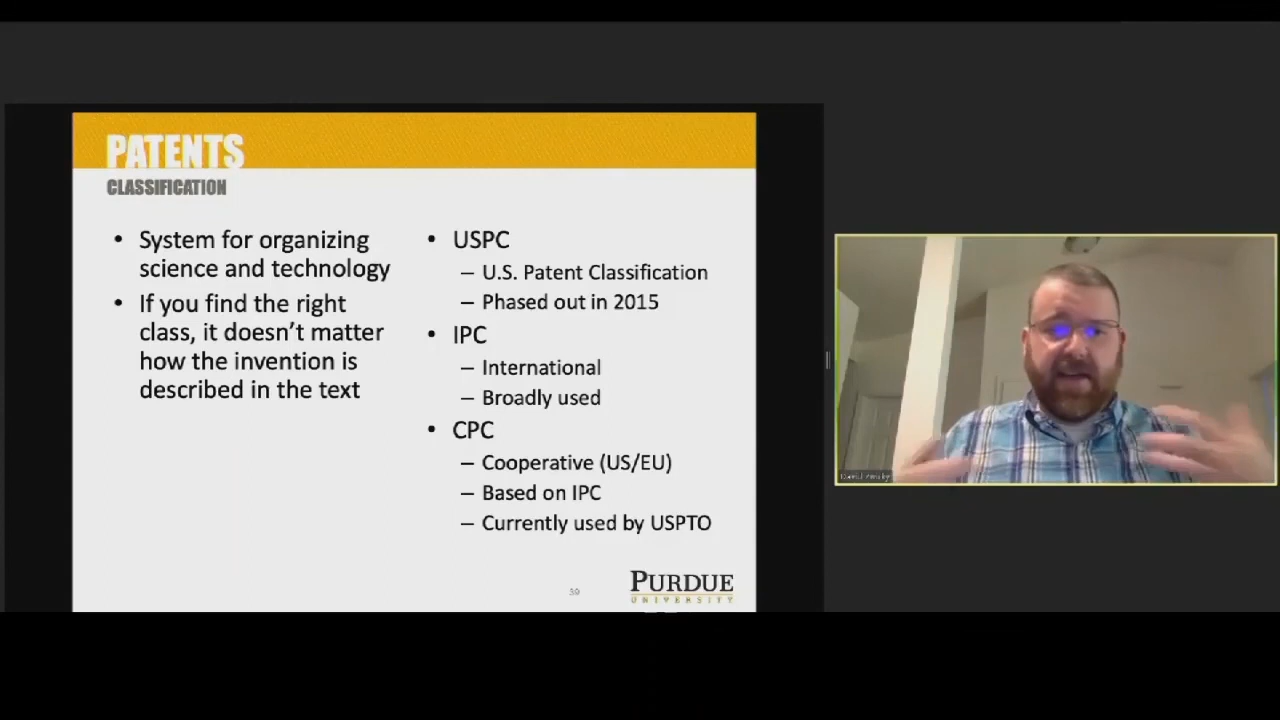 PATENTS
CLASSIFICATION
• System for organizing
science and technology
• If you find the right
class, it doesn't matter
how the invention is
described in the text
• USPC
– U.S. Patent Classification
– Phased out in 2015
• IPC
– International
– Broadly used
• CPC
– Cooperative (US/EU)
– Based on IPC
– Currently used by USPTO
39
PURDUE
UNIVERSITY
David